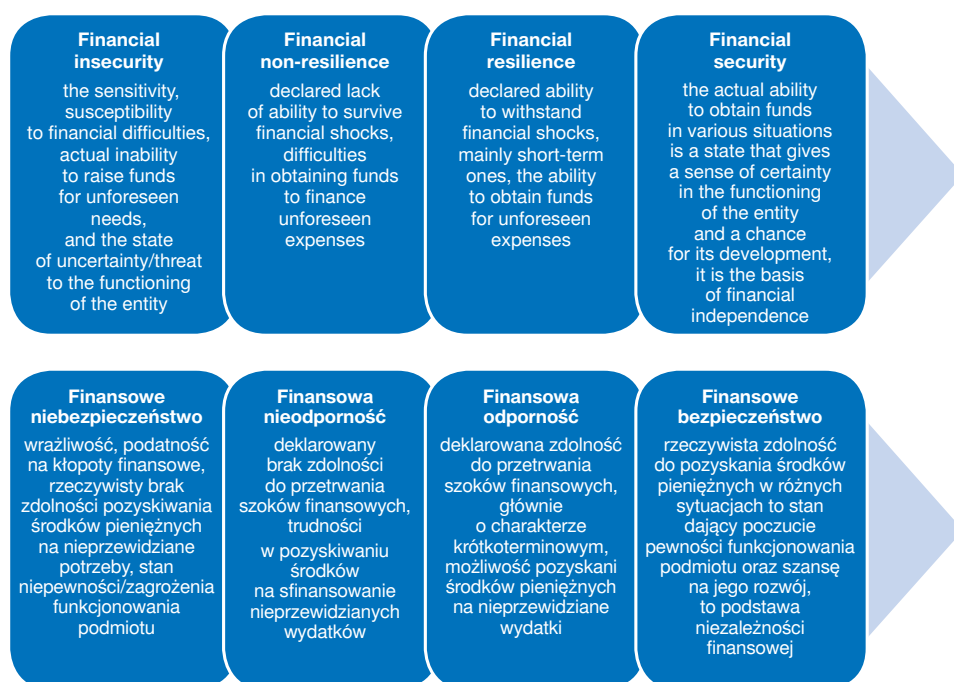 Financial
insecurity
the sensitivity,
susceptibility
to financial difficulties,
actual inability
to raise funds
for unforeseen
needs,
and the state
of uncertainty/threat
to the functioning
of the entity
Financial
non-resilience
declared lack
of ability to survive
financial shocks,
difficulties
in obtaining funds
to finance
unforeseen
expenses
Financial
resilience
declared ability
to withstand
financial shocks,
mainly short-term
ones, the ability
to obtain funds
for unforeseen
expenses
Financial
security
the actual ability
to obtain funds
in various situations
is a state that gives
a sense of certainty
in the functioning
of the entity
and a chance
for its development,
it is the basis
of financial
independence
Finansowe
niebezpieczeństwo
wrażliwość, podatność
na kłopoty finansowe,
rzeczywisty brak
zdolności pozyskiwania
środków pieniężnych
na nieprzewidziane
potrzeby, stan
niepewności/zagrożenia
funkcjonowania
podmiotu
Finansowa
nieodporność
deklarowany
brak zdolności
do przetrwania
szoków finansowych,
trudności
w pozyskiwaniu
środków
na sfinansowanie
nieprzewidzianych
wydatków
Finansowa
odporność
deklarowana zdolność
do przetrwania
szoków finansowych,
głównie
o charakterze
krótkoterminowym,
możliwość pozyskani
środków pieniężnych
na nieprzewidziane
wydatki
Finansowe
bezpieczeństwo
rzeczywista zdolność
do pozyskania środków
pieniężnych w różnych
sytuacjach to stan
dający poczucie
pewności funkcjonowania
podmiotu oraz szansę
na jego rozwój,
to podstawa
niezależności
finansowej